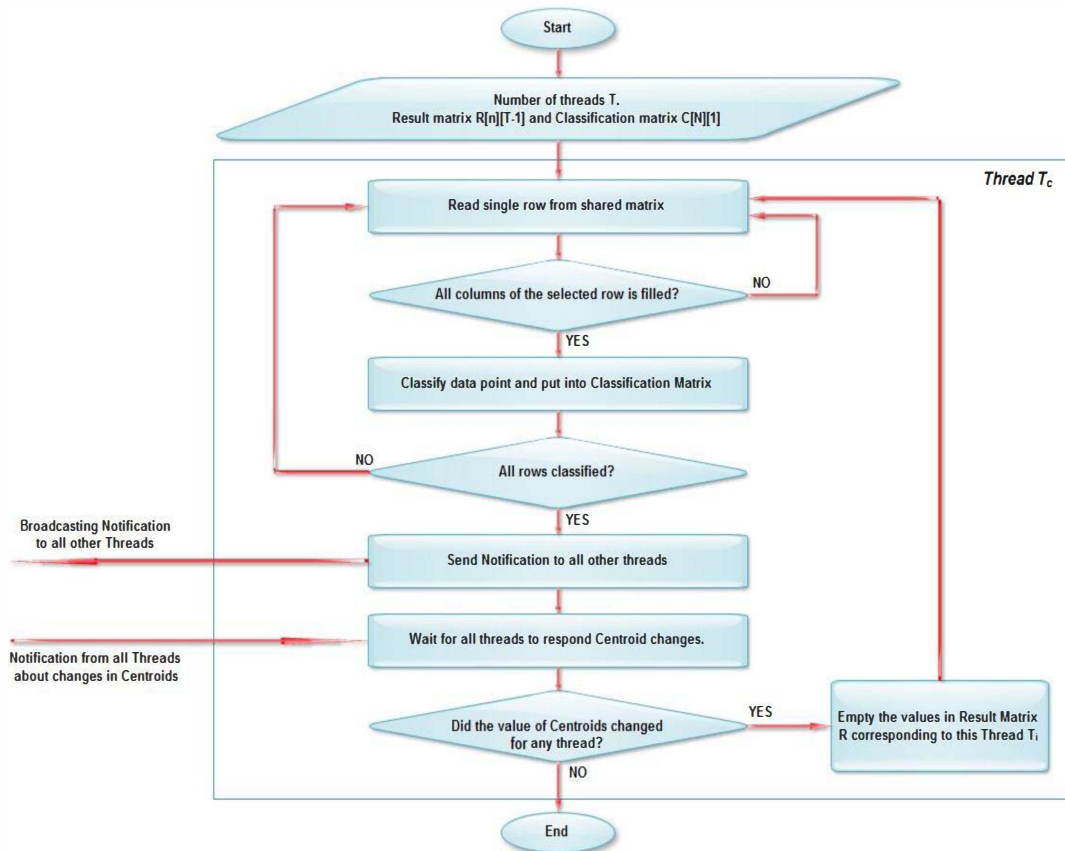 Start
Number of threads T.
Result matrix R[n][T-1] and Classification matrix C[N][1]
Thread Tc
Read single row from shared matrix
All columns of the selected row is filled?
NO
YES
Classify data point and put into Classification Matrix
NO
All rows classified?
YES
Broadcasting Notification
to all other Threads
Send Notification to all other threads
Wait for all threads to respond Centroid changes.
Notification from all Threads
about changes in Centroids
Did the value of Centroids changed
for any thread?
YES
Empty the values in Result Matrix
R corresponding to this Thread Ti
NO
End